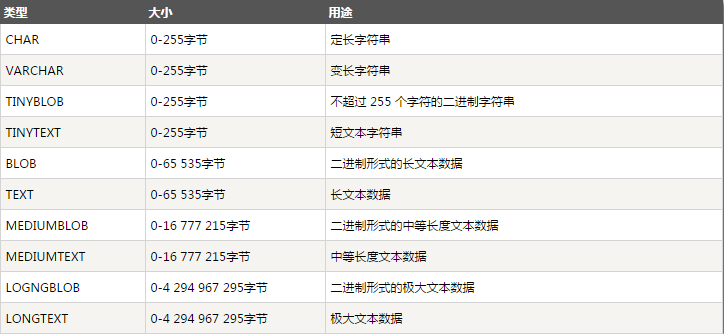 类型 大小 用途
CHAR 0-255字节 定长字符串
VARCHAR 0-255字节 变长字符串
TINYBLOB 0-255字节 不超过 255 个字符的二进制字符串
TINYTEXT 0-255字节 短文本字符串
BLOB 0-65 535字节 二进制形式的长文本数据
TEXT 0-65 535字节 长文本数据
MEDIUMBLOB 0-16 777 215字节 二进制形式的中等长度文本数据
MEDIUMTEXT 0-16 777 215字节 中等长度文本数据
LOGNGBLOB 0-4 294 967 295字节 二进制形式的极大文本数据
LONGTEXT 0-4 294 967 295字节 极大文本数据